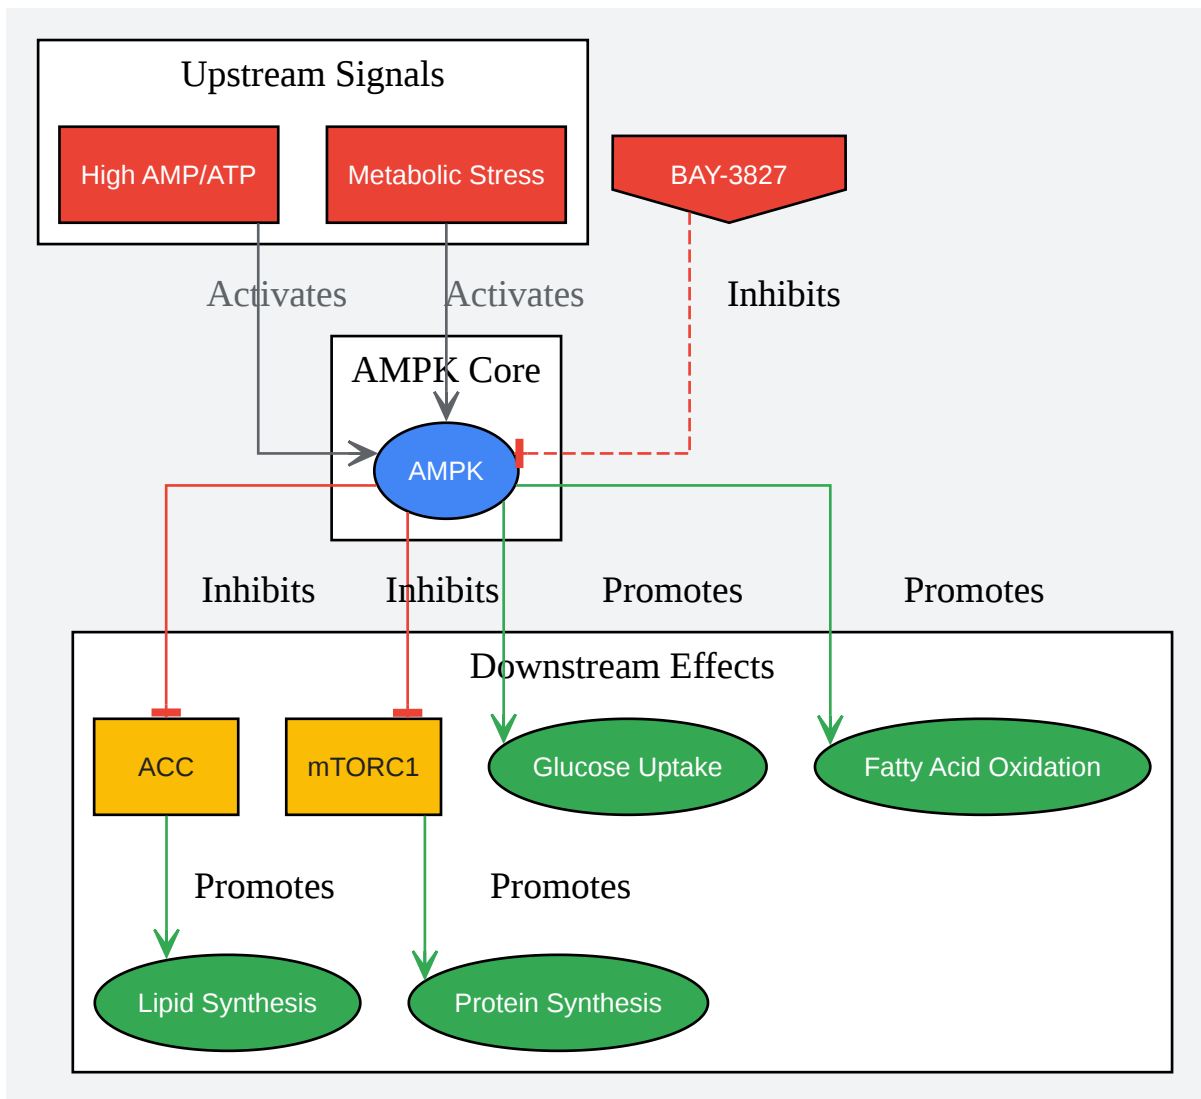 Upstream Signals
High AMP/ATP
Metabolic Stress
BAY-3827
Activates
Activates
Inhibits
AMPK Core
AMPK
Inhibits
Inhibits
Promotes
Promotes
Downstream Effects
ACC
mTORC1
Glucose Uptake
Fatty Acid Oxidation
Promotes
Promotes
Lipid Synthesis
Protein Synthesis